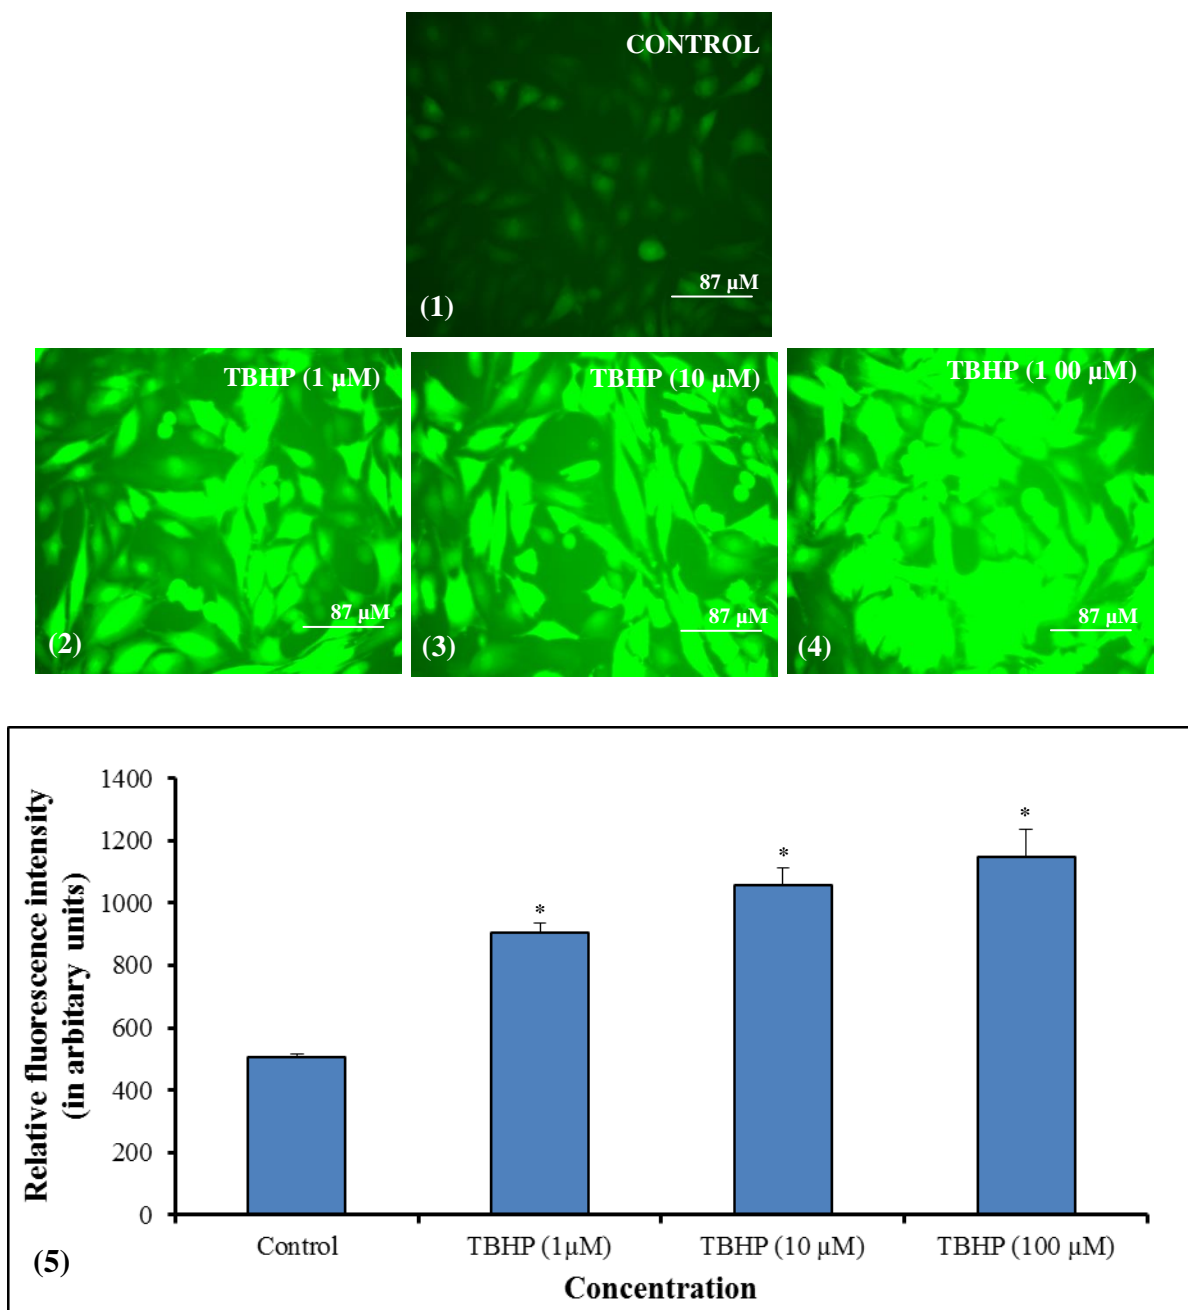 CONTROL
87 µM
(1)
TBHP (1 µM)
87 µM
(2)
TBHP (10 µM)
87 µM
(3)
TBHP (1 00 µM)
87 µM
(4)
Relative fluorescence intensity
(in arbitary units)
1400
1200
1000
800
600
400
200
0
*
*
*
Control
TBHP (1µM)
TBHP (10 µM)
TBHP (100 µM)
Concentration
(5)